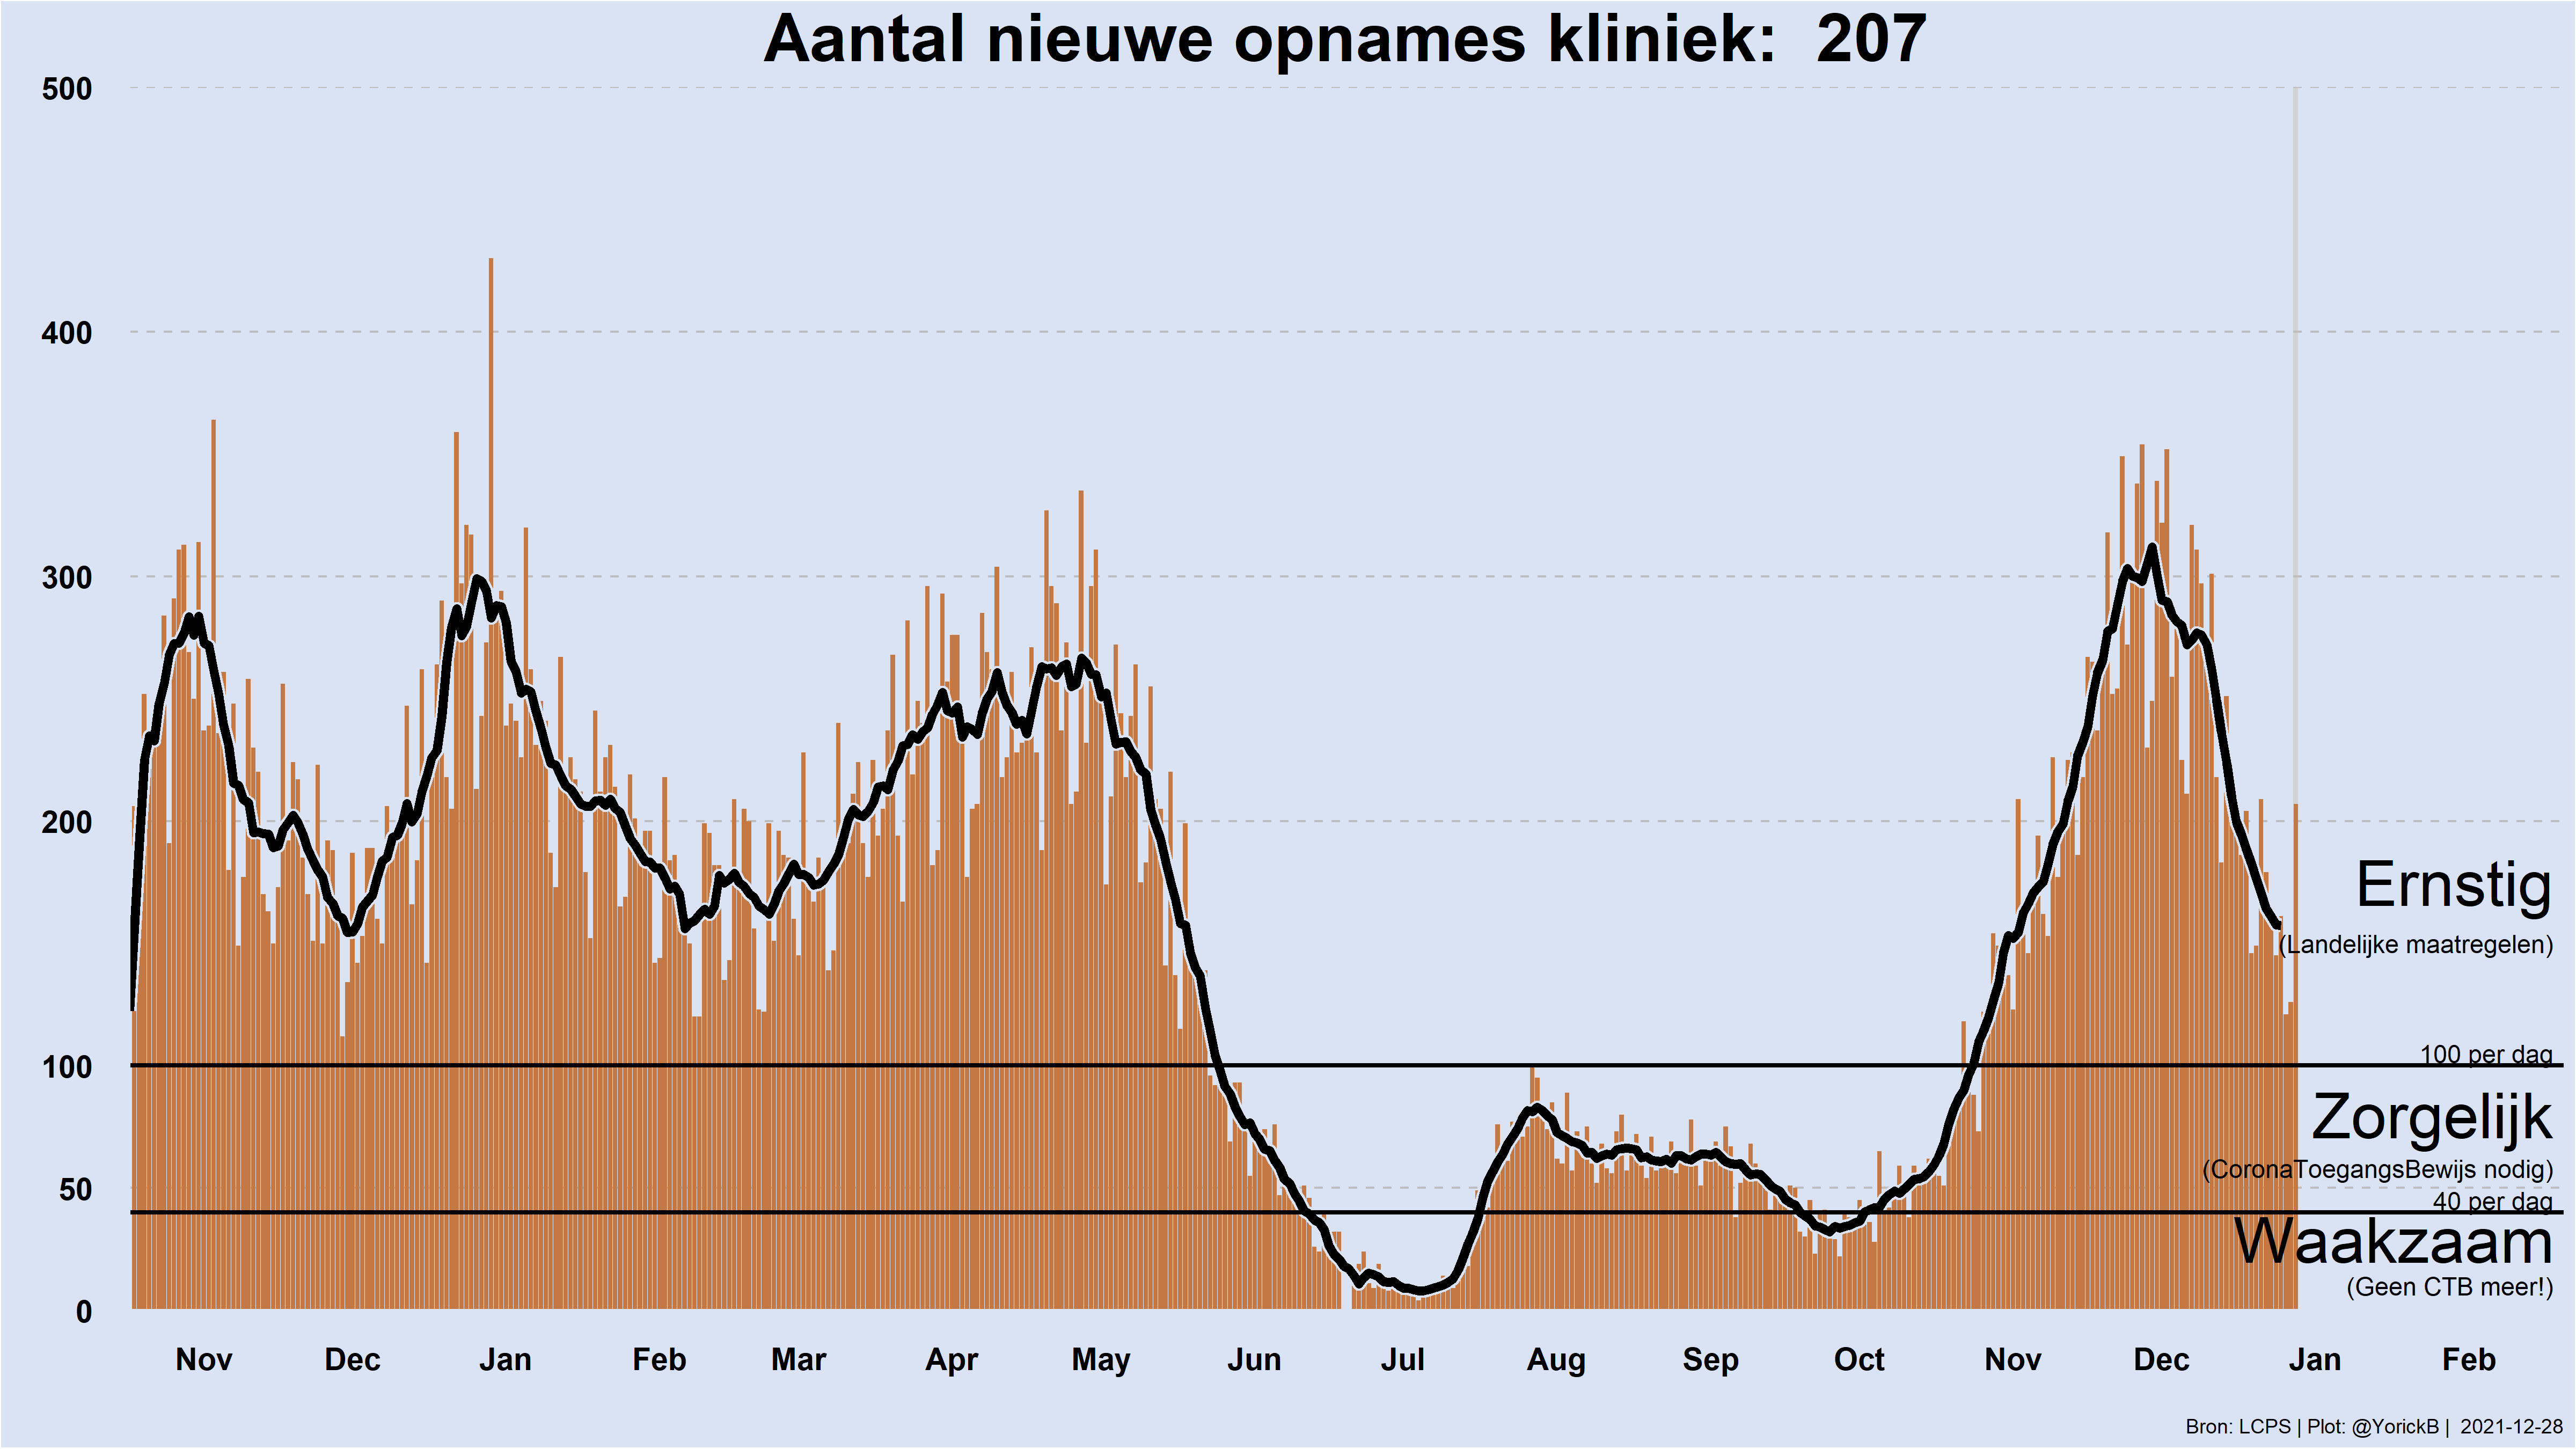 Aantal nieuwe opnames kliniek:  207
500
400
300
200
100
50
0
Ernstig
(Landelijke maatregelen)
100 per dag
Zorgelijk
(CoronaToegangsBewijs nodig)
40 per dag
Waakzaam
(Geen CTB meer!)
Nov Dec Jan Feb Mar Apr May Jun Jul Aug Sep Oct Nov Dec Jan Feb
Bron: LCPS | Plot: @YorickB |  2021-12-28